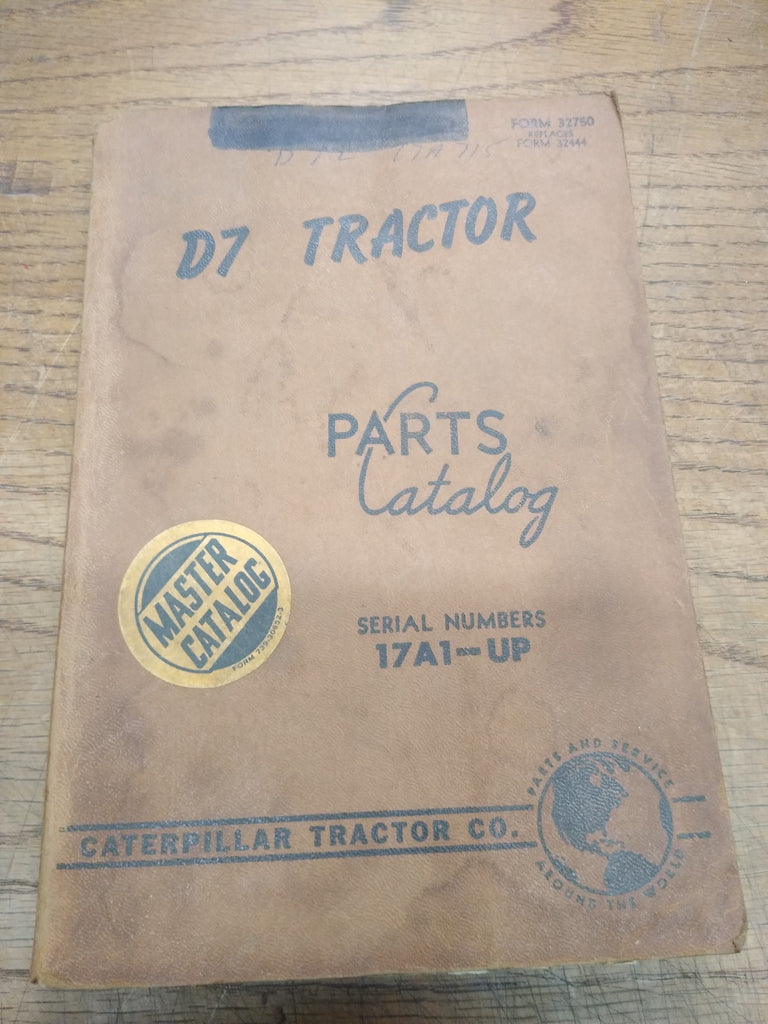 FORM 32760
REPLACES
FORM 32444
D7 TRACTOR
PARTS
Catalog
MASTER
CATALOG
SERIAL NUMBERS
17A1-UP
PARTS AND SERVICE
AROUND THE WORLD
CATERPILLAR TRACTOR CO.